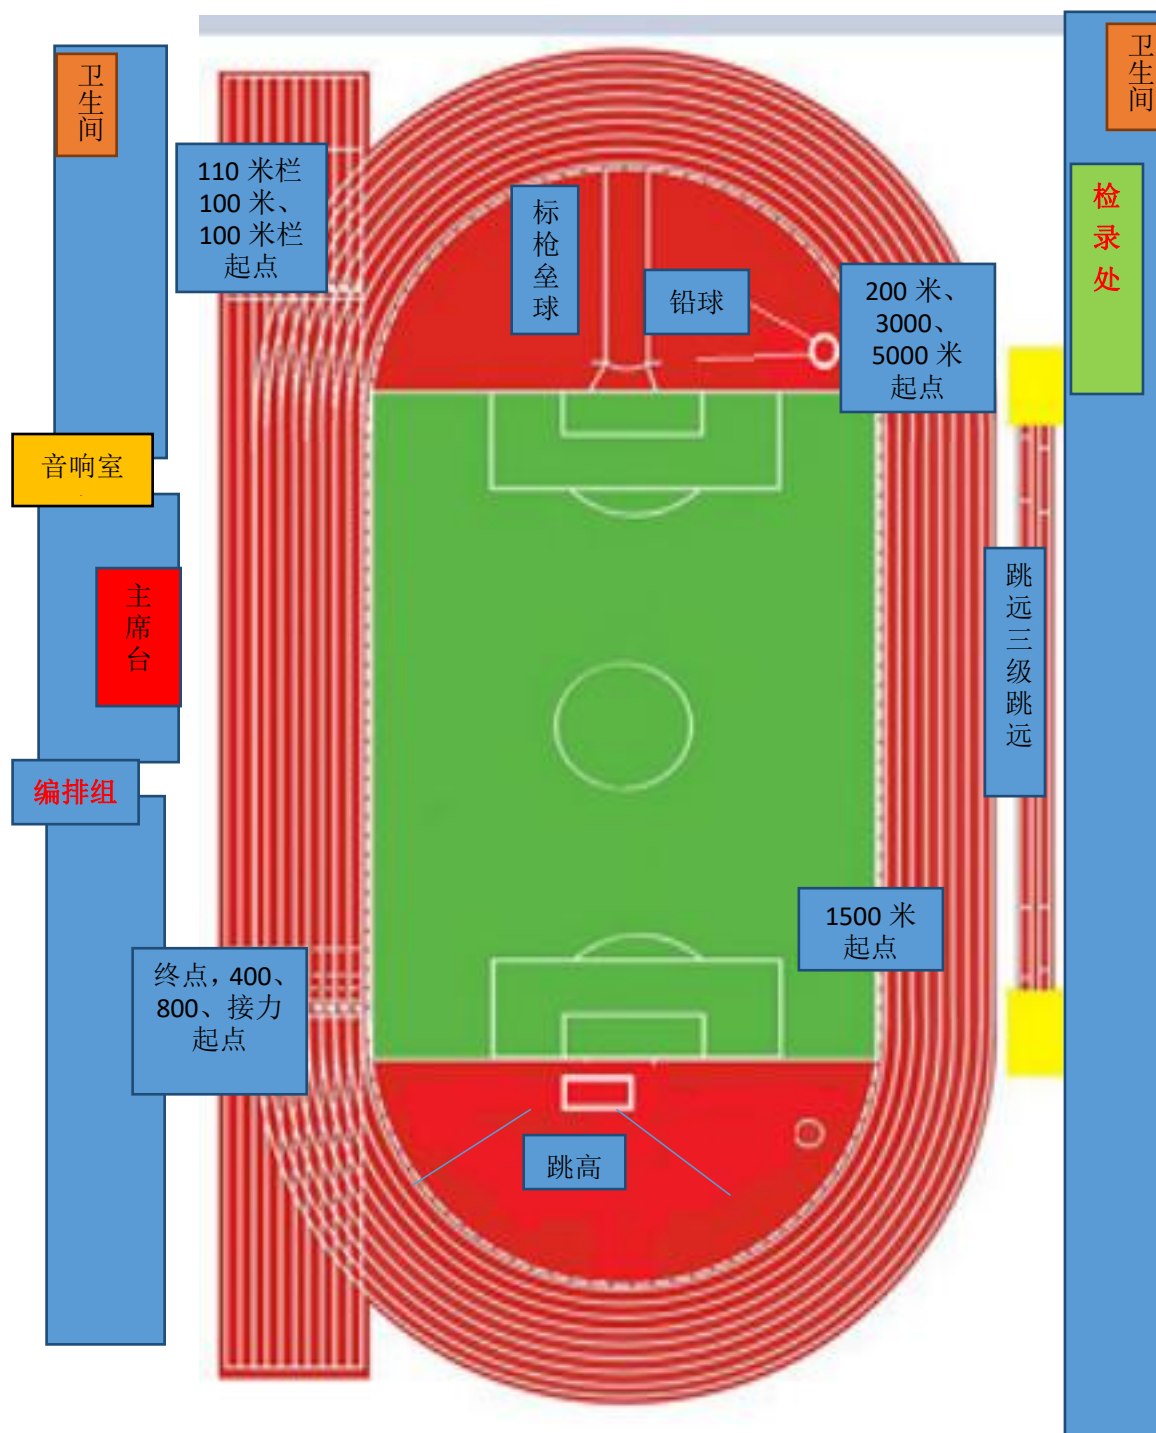 卫生间
卫生间
110 米栏
100 米、
100 米栏
起点
标枪垒球
检录处
铅球
200 米、
3000、
5000 米
起点
音响室
主席台
跳远三级跳远
编排组
1500 米
起点
终点，400、
800、接力
起点
跳高